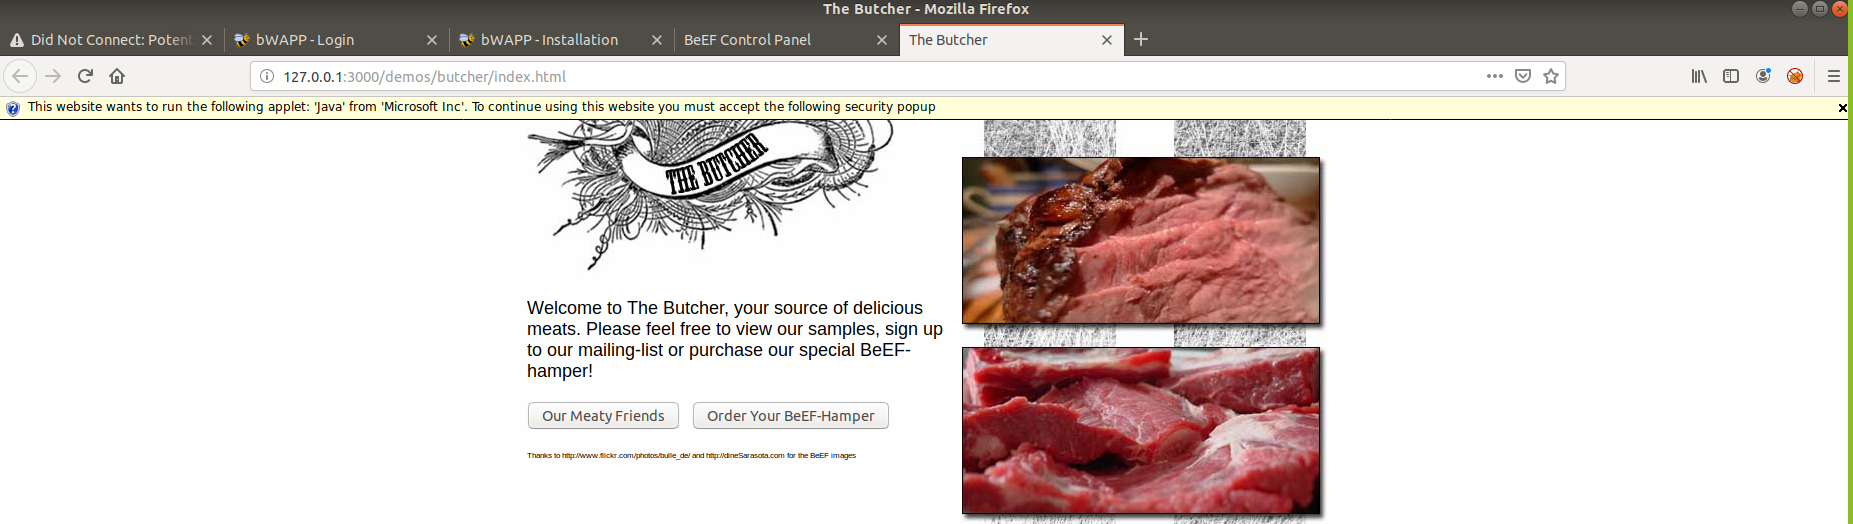 The Butcher - Mozilla Firefox
Did Not Connect: Potent
bWAPP - Login
bWAPP - Installation
BeEF Control Panel
The Butcher
127.0.0.1:3000/demos/butcher/index.html
This website wants to run the following applet: 'Java' from 'Microsoft Inc'. To continue using this website you must accept the following security popup
THE BUTCHER
Welcome to The Butcher, your source of delicious
meats. Please feel free to view our samples, sign up
to our mailing-list or purchase our special BeEF-
hamper!
Our Meaty Friends
Order Your BeEF-Hamper
Thanks to http://www.flickr.com/photos/bulle_de/ and http://dineSarasota.com for the BeEF images